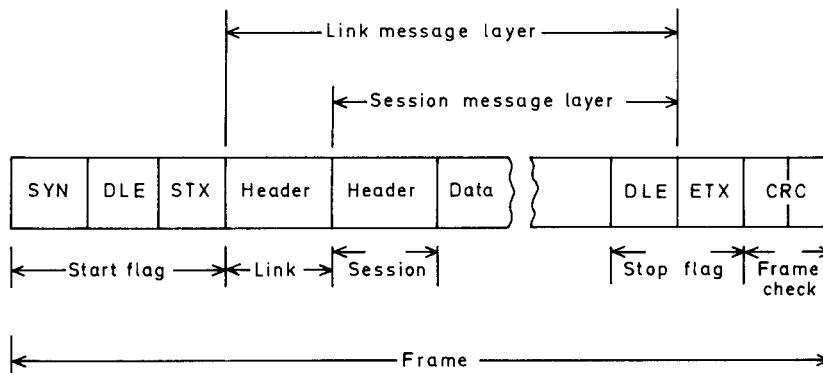 Link message layer
Session message layer
SYN DLE STX Header Header Data DLE ETX CRC
Start flag Link Session Stop flag Frame check
Frame